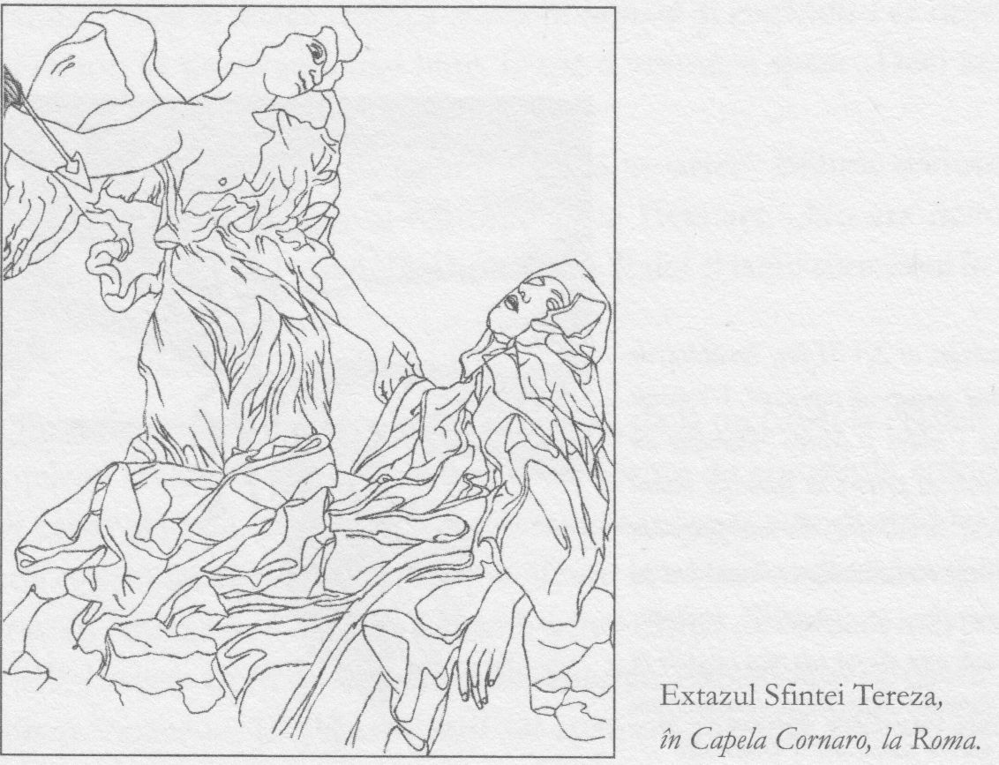 Extazul Sfintei Tereza,
în Capela Cornaro, la Roma.